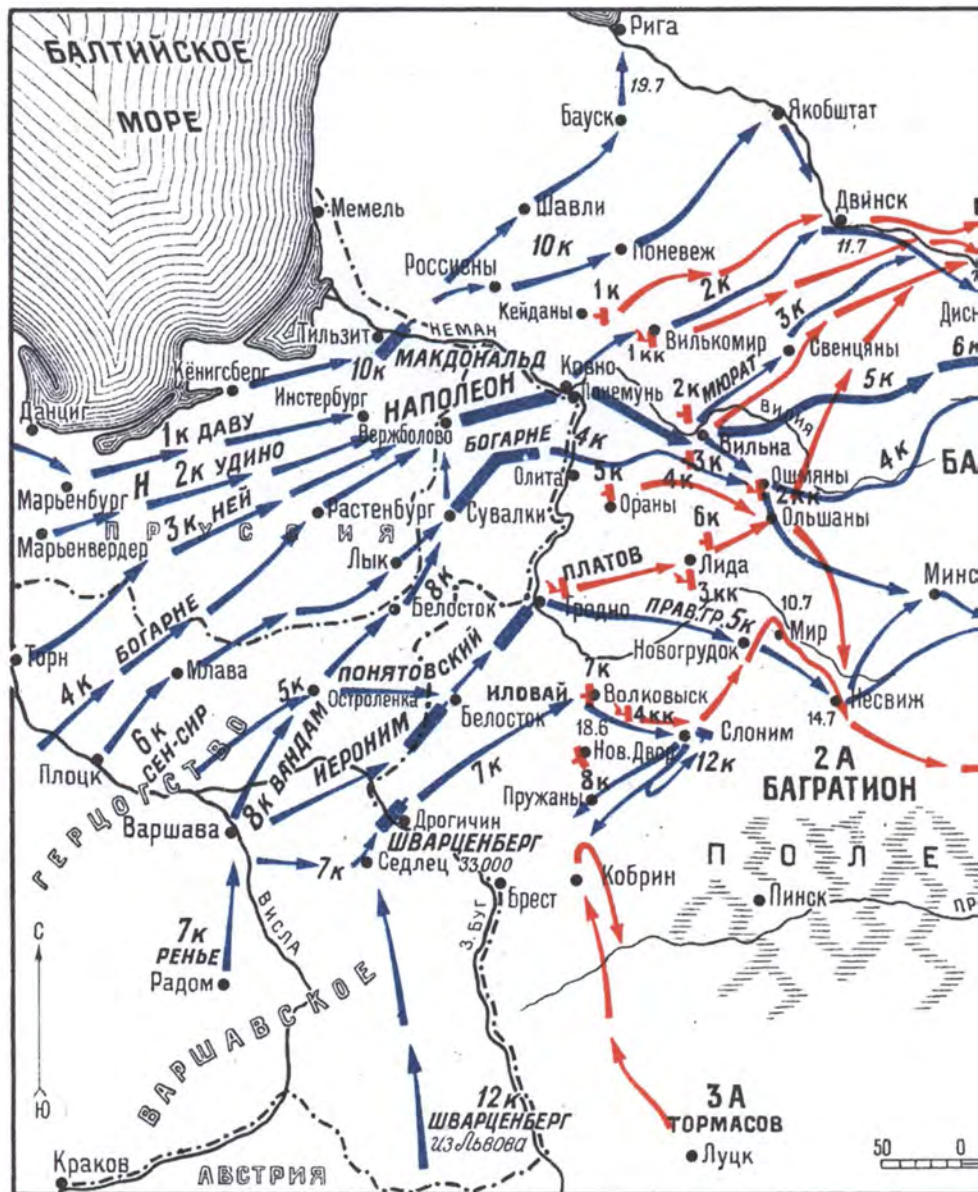 БАЛТИЙСКОЕ
МОРЕ
Рига
19.7
Бауск
Якобштат
Мемель
Шавли
Двинск
11.7
10к
Поневеж
Россиены
Кейданы
1к
2к
3к
НЕМАН
Тильзит
МАКДОНАЛЬД
10к
Вилькомир
1кк
Свенцяны
Дисн
6к
Кёнигсберг
Ковно
Понемунь
2к
МЮРАТ
5к
Данциг
Инстербург
НАПОЛЕОН
1к ДАВУ
Вержболово
БОГАРНЕ
4к
ВИЛИЯ
Вильна
3к
4к
Н
2к УДИНО
Марьенбург
Олита
5к
4к
Ошмяны
2кк
БА
3к НЕЙ
Растенбург
Сувалки
Ораны
Ольшаны
Марьенвердер
ПРУССИЯ
6к
Лык
8к
ПЛАТОВ
Лида
3кк
Минс
Белосток
Гродно
ПРАВ.ГР. 5к
10.7
Мир
Торн
БОГАРНЕ
4к
Млава
Новогрудок
ПОНЯТОВСКИЙ
5к
Остроленка
7к
ИЛОВАЙ
Волковыск
Несвиж
14.7
Белосток
4кк
18.6
Слоним
6к
СЕН-СИР
Нов.Двор
12к
Плоцк
8к ВАНДАМ
ИЕРОНИМ
7к
8к
Пружаны
2А
БАГРАТИОН
Варшава
Дрогичин
ШВАРЦЕНБЕРГ
33.000
7к
Седлец
Брест
Кобрин
ПОЛЕ
Пинск
ПР
ГЕРЦОГСТВО
ВАРШАВСКОЕ
С
ВИСЛА
З. БУГ
7к
РЕНЬЕ
Радом
Ю
12к
ШВАРЦЕНБЕРГ
из Львова
3А
ТОРМАСОВ
Луцк
50
0
Краков
АВСТРИЯ